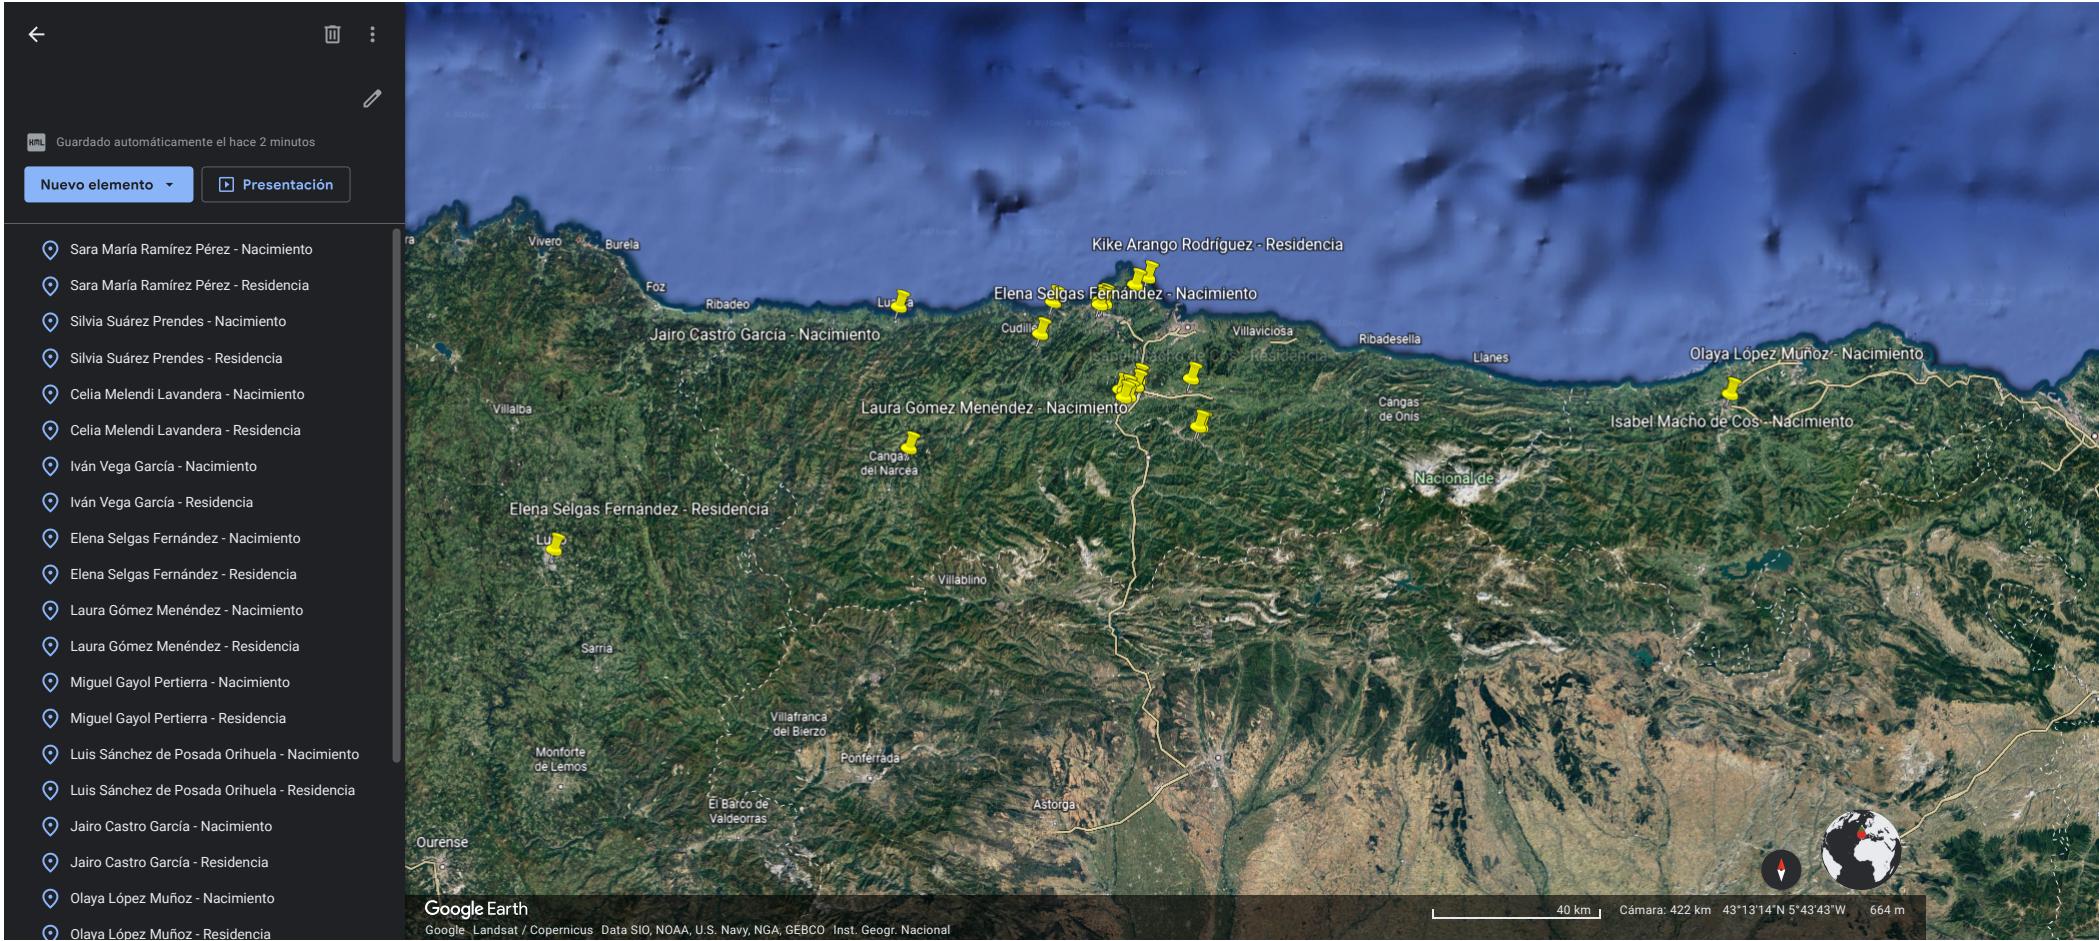 KML Guardado automáticamente el hace 2 minutos
Nuevo elemento
Presentación
Sara María Ramírez Pérez - Nacimiento
Sara María Ramírez Pérez - Residencia
Silvia Suárez Prendes - Nacimiento
Silvia Suárez Prendes - Residencia
Celia Melendi Lavandera - Nacimiento
Celia Melendi Lavandera - Residencia
Iván Vega García - Nacimiento
Iván Vega García - Residencia
Elena Selgas Fernández - Nacimiento
Elena Selgas Fernández - Residencia
Laura Gómez Menéndez - Nacimiento
Laura Gómez Menéndez - Residencia
Miguel Gayol Pertierra - Nacimiento
Miguel Gayol Pertierra - Residencia
Luis Sánchez de Posada Orihuela - Nacimiento
Luis Sánchez de Posada Orihuela - Residencia
Jairo Castro García - Nacimiento
Jairo Castro García - Residencia
Olaya López Muñoz - Nacimiento
Olaya López Muñoz - Residencia
Vivero
Burela
Kike Arango Rodríguez - Residencia
Foz
Ribadeo
Elena Selgas Fernández - Nacimiento
Jairo Castro García - Nacimiento
Villaviciosa
Ribadesella
Llanes
Isabel Macho de Cos - Residencia
Olaya López Muñoz - Nacimiento
Villalba
Laura Gómez Menéndez - Nacimiento
Cangas
de Onís
Isabel Macho de Cos - Nacimiento
Cangas
del Narcea
Nacional de
Elena Selgas Fernández - Residencia
Villablino
Sarria
Villafranca
del Bierzo
Monforte
de Lemos
Ponferrada
El Barco de
Valdeorras
Astorga
Ourense
Google Earth
40 km
Cámara: 422 km
43°13'14"N 5°43'43"W
664 m
Google Landsat / Copernicus Data SIO, NOAA, U.S. Navy, NGA, GEBCO Inst. Geogr. Nacional